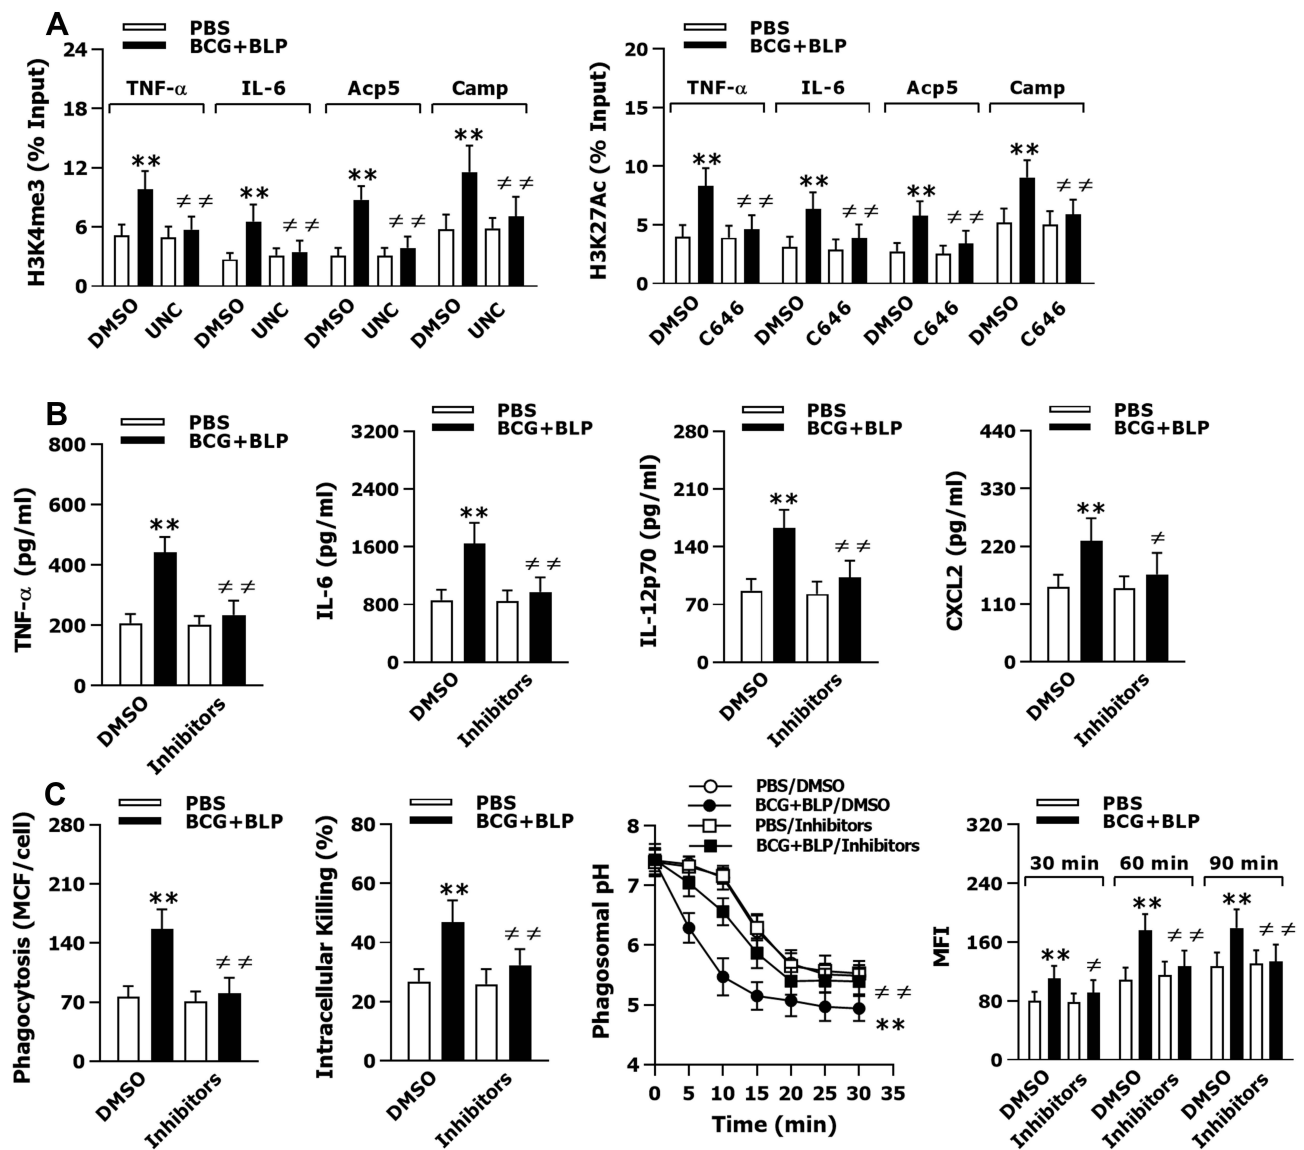 A
PBS
BCG+BLP
24
18
12
6
0
H3K4me3 (% Input)
TNF-α
IL-6
Acp5
Camp
**
≠ ≠
**
≠ ≠
**
≠ ≠
**
≠ ≠
DMSO
UNC
DMSO
UNC
DMSO
UNC
DMSO
UNC
PBS
BCG+BLP
20
15
10
5
0
H3K27Ac (% Input)
TNF-α
IL-6
Acp5
Camp
**
≠ ≠
**
≠ ≠
**
≠ ≠
**
≠ ≠
DMSO
C646
DMSO
C646
DMSO
C646
DMSO
C646
B
PBS
BCG+BLP
800
600
400
200
0
TNF-α (pg/ml)
**
≠ ≠
DMSO
Inhibitors
PBS
BCG+BLP
3200
2400
1600
800
0
IL-6 (pg/ml)
**
≠ ≠
DMSO
Inhibitors
PBS
BCG+BLP
280
210
140
70
0
IL-12p70 (pg/ml)
**
≠ ≠
DMSO
Inhibitors
PBS
BCG+BLP
440
330
220
110
0
CXCL2 (pg/ml)
**
≠
DMSO
Inhibitors
C
PBS
BCG+BLP
280
210
140
70
0
Phagocytosis (MCF/cell)
**
≠ ≠
DMSO
Inhibitors
PBS
BCG+BLP
80
60
40
20
0
Intracellular Killing (%)
**
≠ ≠
DMSO
Inhibitors
PBS/DMSO
BCG+BLP/DMSO
PBS/Inhibitors
BCG+BLP/Inhibitors
8
7
6
5
4
Phagosomal pH
≠ ≠
**
0 5 10 15 20 25 30 35
Time (min)
PBS
BCG+BLP
320
240
160
80
0
MFI
30 min
60 min
90 min
**
≠
**
≠ ≠
**
≠ ≠
DMSO
Inhibitors
DMSO
Inhibitors
DMSO
Inhibitors